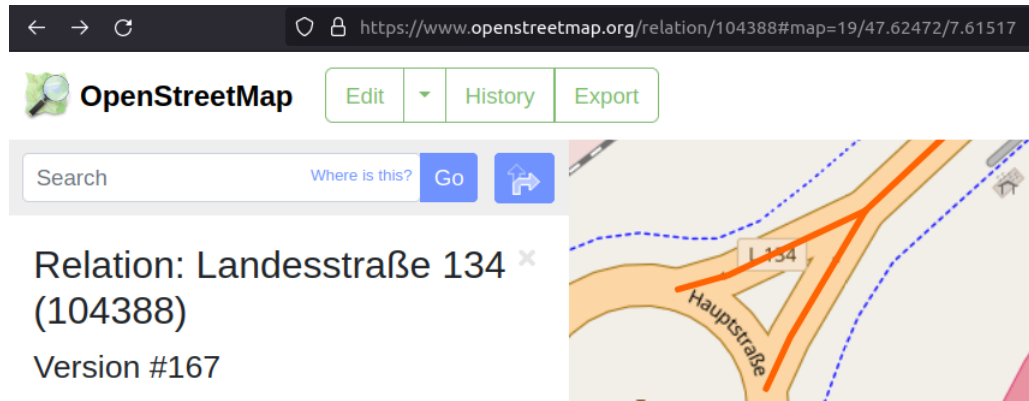 https://www.openstreetmap.org/relation/104388#map=19/47.62472/7.61517
OpenStreetMap
Edit
History
Export
Search
Where is this?
Go
Relation: Landesstraße 134
(104388)
Version #167
L 134
Hauptstraße